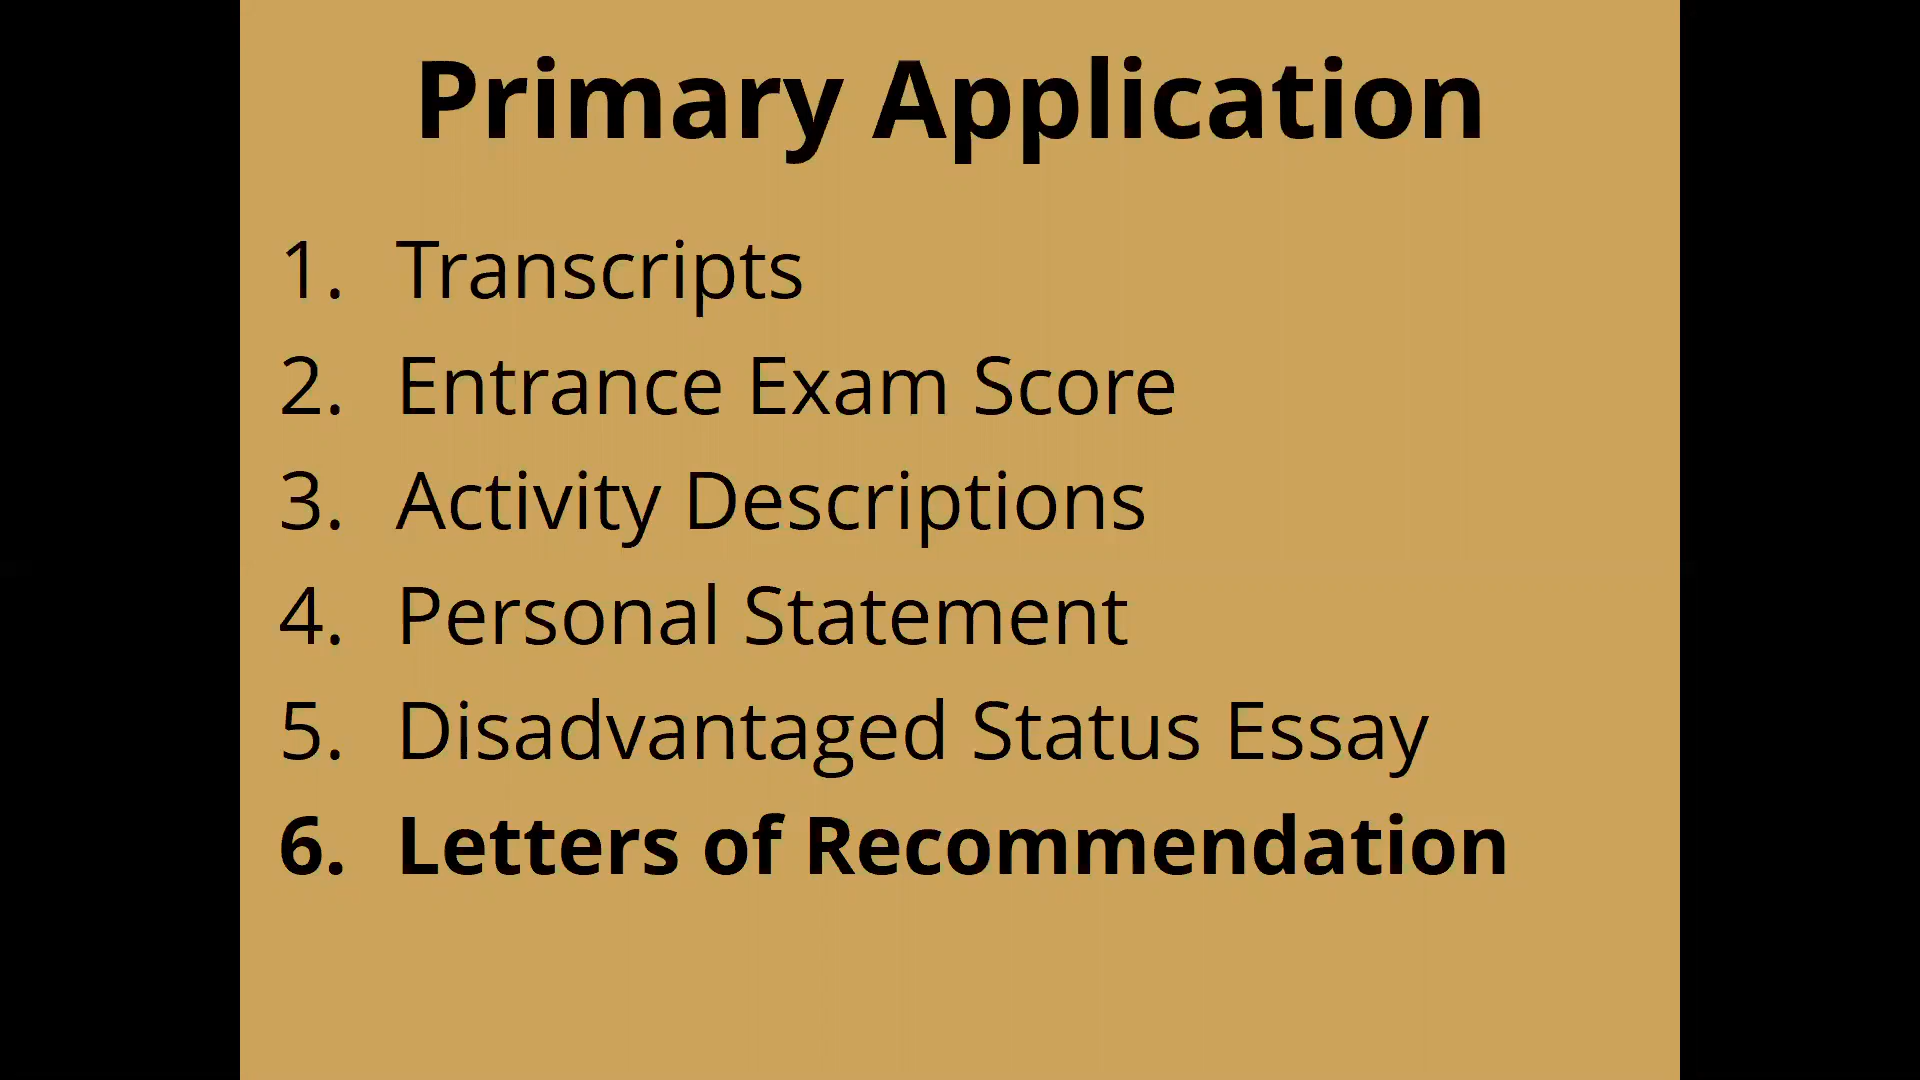 Primary Application
1. Transcripts
2. Entrance Exam Score
3. Activity Descriptions
4. Personal Statement
5. Disadvantaged Status Essay
6. Letters of Recommendation